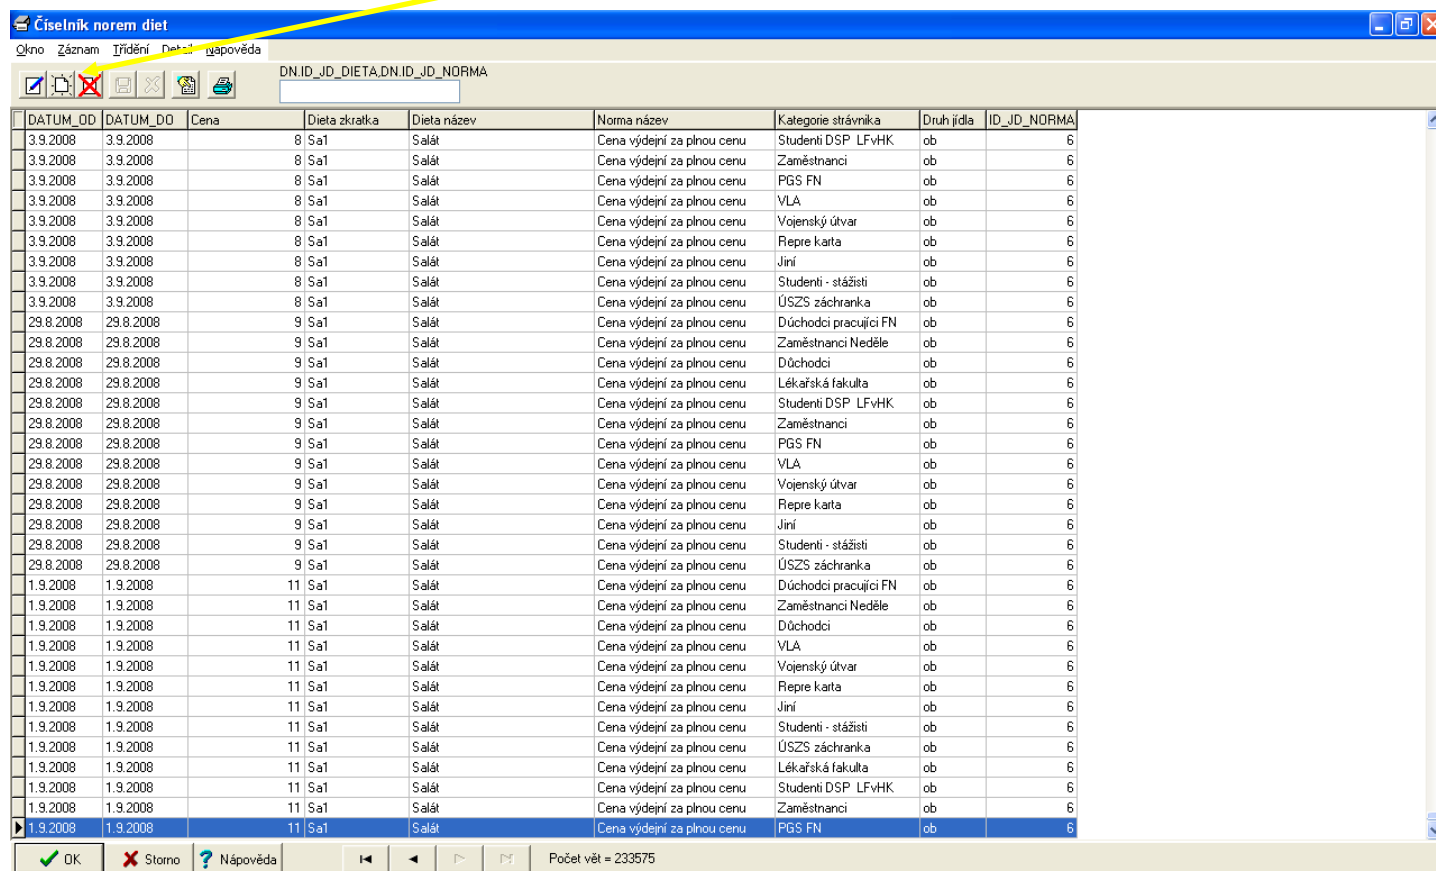 Číselník norem diet
Okno Záznam Třídění Detail Nápověda
DN.ID_JD_DIETA,DN.ID_JD_NORMA
DATUM_OD DATUM_DO Cena Dieta zkratka Dieta název Norma název Kategorie strávníka Druh jídla ID_JD_NORMA
3.9.2008 3.9.2008 8 Sa1 Salát Cena výdejní za plnou cenu Studenti DSP LFvHK ob 6
3.9.2008 3.9.2008 8 Sa1 Salát Cena výdejní za plnou cenu Zaměstnanci ob 6
3.9.2008 3.9.2008 8 Sa1 Salát Cena výdejní za plnou cenu PGS FN ob 6
3.9.2008 3.9.2008 8 Sa1 Salát Cena výdejní za plnou cenu VLA ob 6
3.9.2008 3.9.2008 8 Sa1 Salát Cena výdejní za plnou cenu Vojenský útvar ob 6
3.9.2008 3.9.2008 8 Sa1 Salát Cena výdejní za plnou cenu Repre karta ob 6
3.9.2008 3.9.2008 8 Sa1 Salát Cena výdejní za plnou cenu Jiní ob 6
3.9.2008 3.9.2008 8 Sa1 Salát Cena výdejní za plnou cenu Studenti - stážisti ob 6
3.9.2008 3.9.2008 8 Sa1 Salát Cena výdejní za plnou cenu ÚSZS záchranka ob 6
29.8.2008 29.8.2008 9 Sa1 Salát Cena výdejní za plnou cenu Dúchodci pracující FN ob 6
29.8.2008 29.8.2008 9 Sa1 Salát Cena výdejní za plnou cenu Zaměstnanci Neděle ob 6
29.8.2008 29.8.2008 9 Sa1 Salát Cena výdejní za plnou cenu Důchodci ob 6
29.8.2008 29.8.2008 9 Sa1 Salát Cena výdejní za plnou cenu Lékařská fakulta ob 6
29.8.2008 29.8.2008 9 Sa1 Salát Cena výdejní za plnou cenu Studenti DSP LFvHK ob 6
29.8.2008 29.8.2008 9 Sa1 Salát Cena výdejní za plnou cenu Zaměstnanci ob 6
29.8.2008 29.8.2008 9 Sa1 Salát Cena výdejní za plnou cenu PGS FN ob 6
29.8.2008 29.8.2008 9 Sa1 Salát Cena výdejní za plnou cenu VLA ob 6
29.8.2008 29.8.2008 9 Sa1 Salát Cena výdejní za plnou cenu Vojenský útvar ob 6
29.8.2008 29.8.2008 9 Sa1 Salát Cena výdejní za plnou cenu Repre karta ob 6
29.8.2008 29.8.2008 9 Sa1 Salát Cena výdejní za plnou cenu Jiní ob 6
29.8.2008 29.8.2008 9 Sa1 Salát Cena výdejní za plnou cenu Studenti - stážisti ob 6
29.8.2008 29.8.2008 9 Sa1 Salát Cena výdejní za plnou cenu ÚSZS záchranka ob 6
1.9.2008 1.9.2008 11 Sa1 Salát Cena výdejní za plnou cenu Dúchodci pracující FN ob 6
1.9.2008 1.9.2008 11 Sa1 Salát Cena výdejní za plnou cenu Zaměstnanci Neděle ob 6
1.9.2008 1.9.2008 11 Sa1 Salát Cena výdejní za plnou cenu Důchodci ob 6
1.9.2008 1.9.2008 11 Sa1 Salát Cena výdejní za plnou cenu VLA ob 6
1.9.2008 1.9.2008 11 Sa1 Salát Cena výdejní za plnou cenu Vojenský útvar ob 6
1.9.2008 1.9.2008 11 Sa1 Salát Cena výdejní za plnou cenu Repre karta ob 6
1.9.2008 1.9.2008 11 Sa1 Salát Cena výdejní za plnou cenu Jiní ob 6
1.9.2008 1.9.2008 11 Sa1 Salát Cena výdejní za plnou cenu Studenti - stážisti ob 6
1.9.2008 1.9.2008 11 Sa1 Salát Cena výdejní za plnou cenu ÚSZS záchranka ob 6
1.9.2008 1.9.2008 11 Sa1 Salát Cena výdejní za plnou cenu Lékařská fakulta ob 6
1.9.2008 1.9.2008 11 Sa1 Salát Cena výdejní za plnou cenu Studenti DSP LFvHK ob 6
1.9.2008 1.9.2008 11 Sa1 Salát Cena výdejní za plnou cenu Zaměstnanci ob 6
1.9.2008 1.9.2008 11 Sa1 Salát Cena výdejní za plnou cenu PGS FN ob 6
OK Storno Nápověda Počet vět = 233575